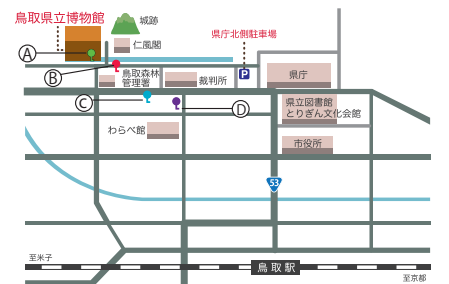 鳥取県立博物館
城跡
仁風閣
県庁北側駐車場
A
B
P
鳥取森林
管理署
裁判所
県庁
C
D
県立図書館
とりぎん文化会館
わらべ館
市役所
53
至米子
鳥取駅
至京都